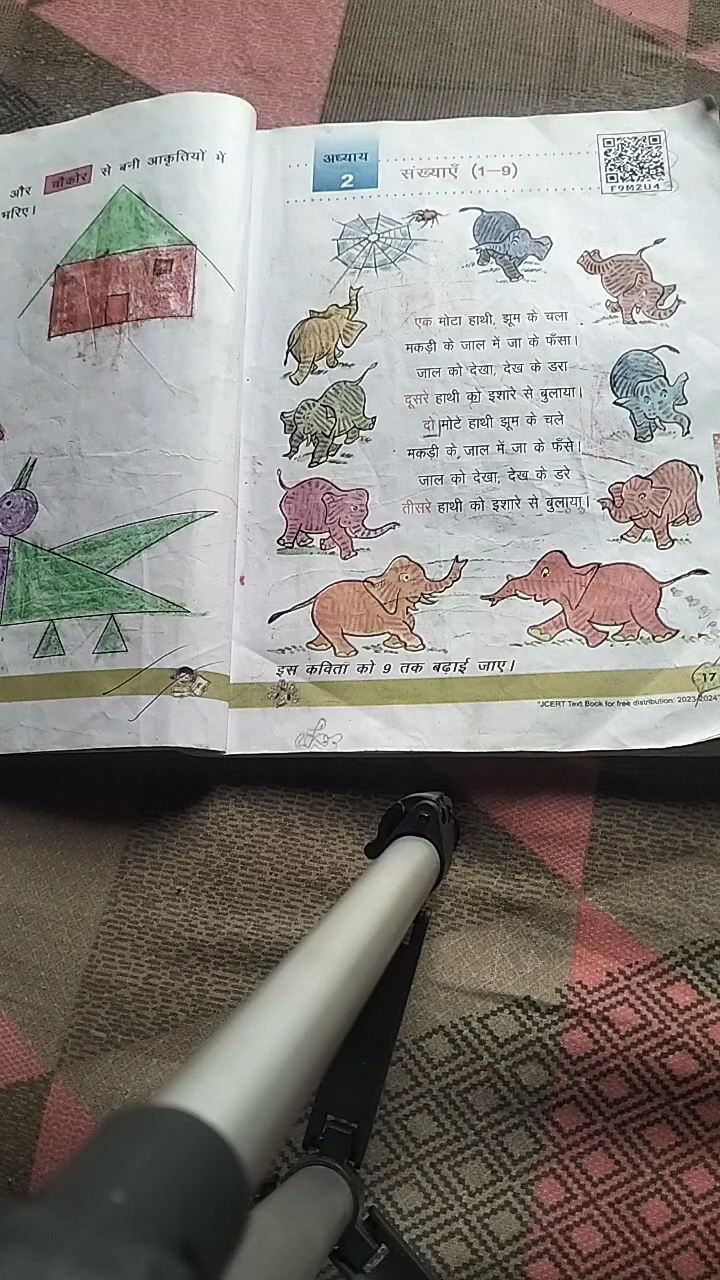 और चौकोर से बनी आकृतियों में
भरिए।
अध्याय
2
संख्याएँ (1—9)
F9M2U4
एक मोटा हाथी, झूम के चला
मकड़ी के जाल में जा के फँसा।
जाल को देखा, देख के डरा
दूसरे हाथी को इशारे से बुलाया।
दो मोटे हाथी झूम के चले
मकड़ी के, जाल में जा के फँसे।
जाल को देखा, देख के डरे
तीसरे हाथी को इशारे से बुलाया।
इस कविता को 9 तक बढ़ाई जाए।
17
"JCERT Text Book for free distribution: 2023-2024"